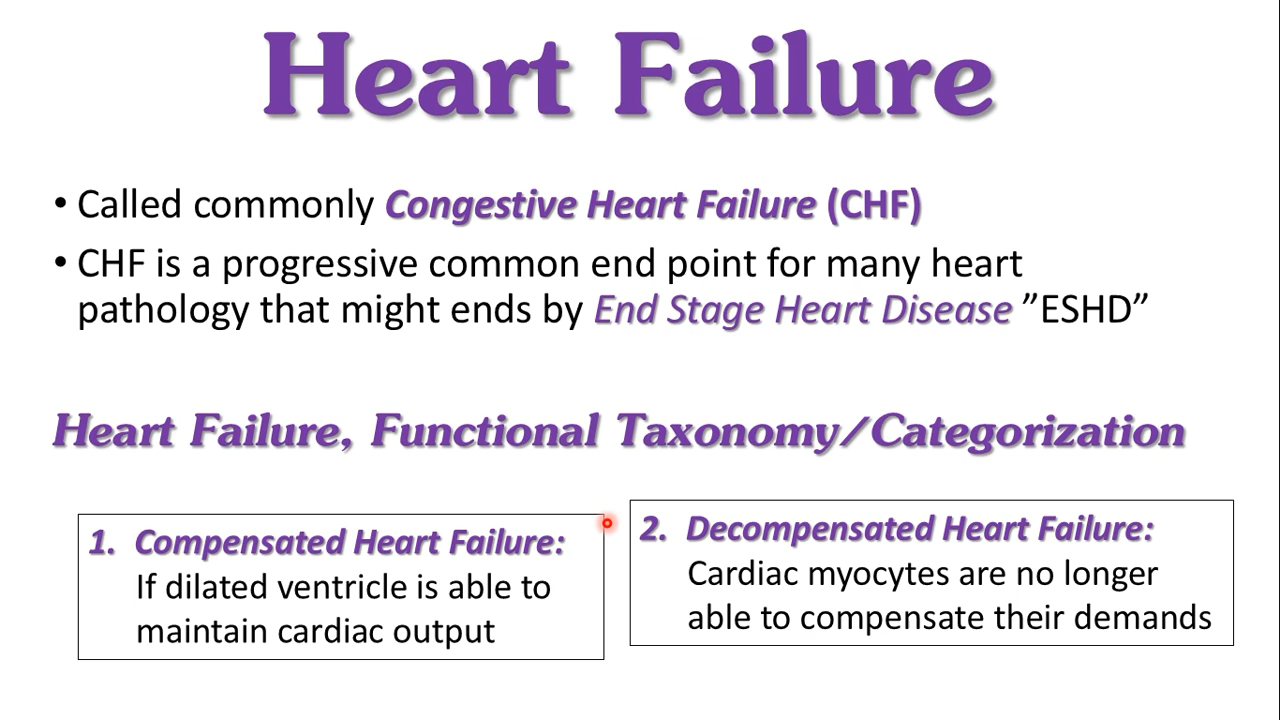 Heart Failure
• Called commonly Congestive Heart Failure (CHF)
• CHF is a progressive common end point for many heart
pathology that might ends by End Stage Heart Disease ”ESHD”
Heart Failure, Functional Taxonomy/Categorization
1. Compensated Heart Failure:
If dilated ventricle is able to
maintain cardiac output
2. Decompensated Heart Failure:
Cardiac myocytes are no longer
able to compensate their demands